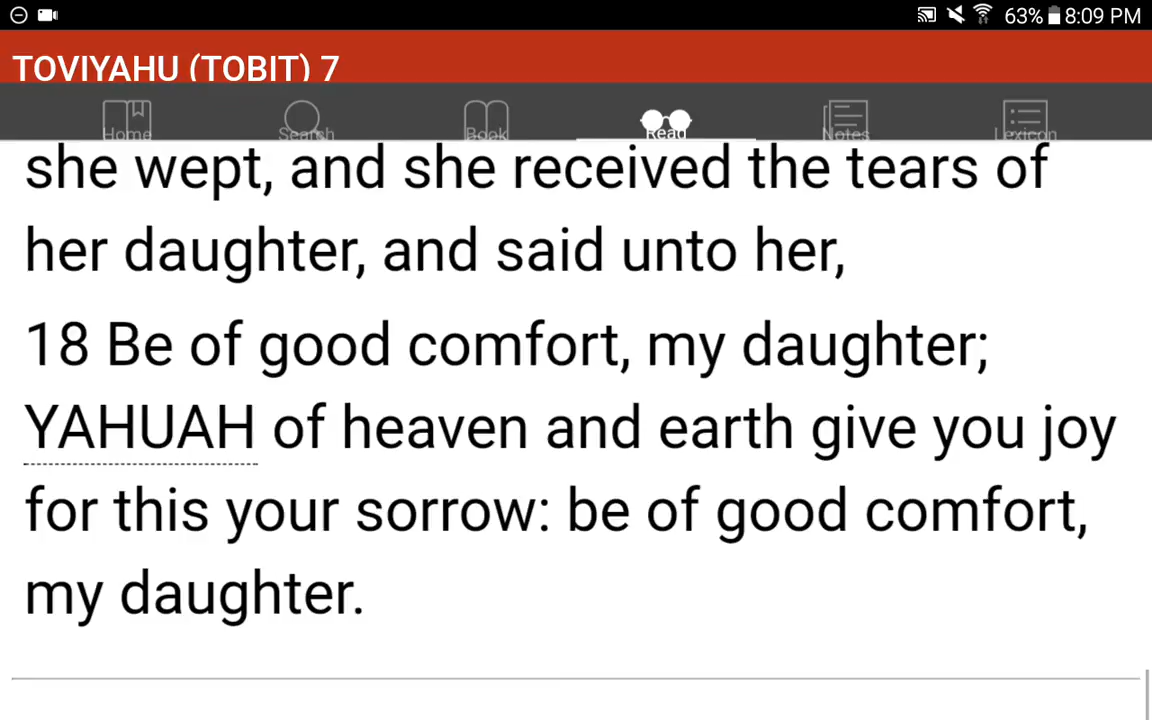 63% 8:09 PM
TOVIYAHU (TOBIT) 7
Home Search Book Read Notes Lexicon
she wept, and she received the tears of
her daughter, and said unto her,
18 Be of good comfort, my daughter;
YAHUAH of heaven and earth give you joy
for this your sorrow: be of good comfort,
my daughter.